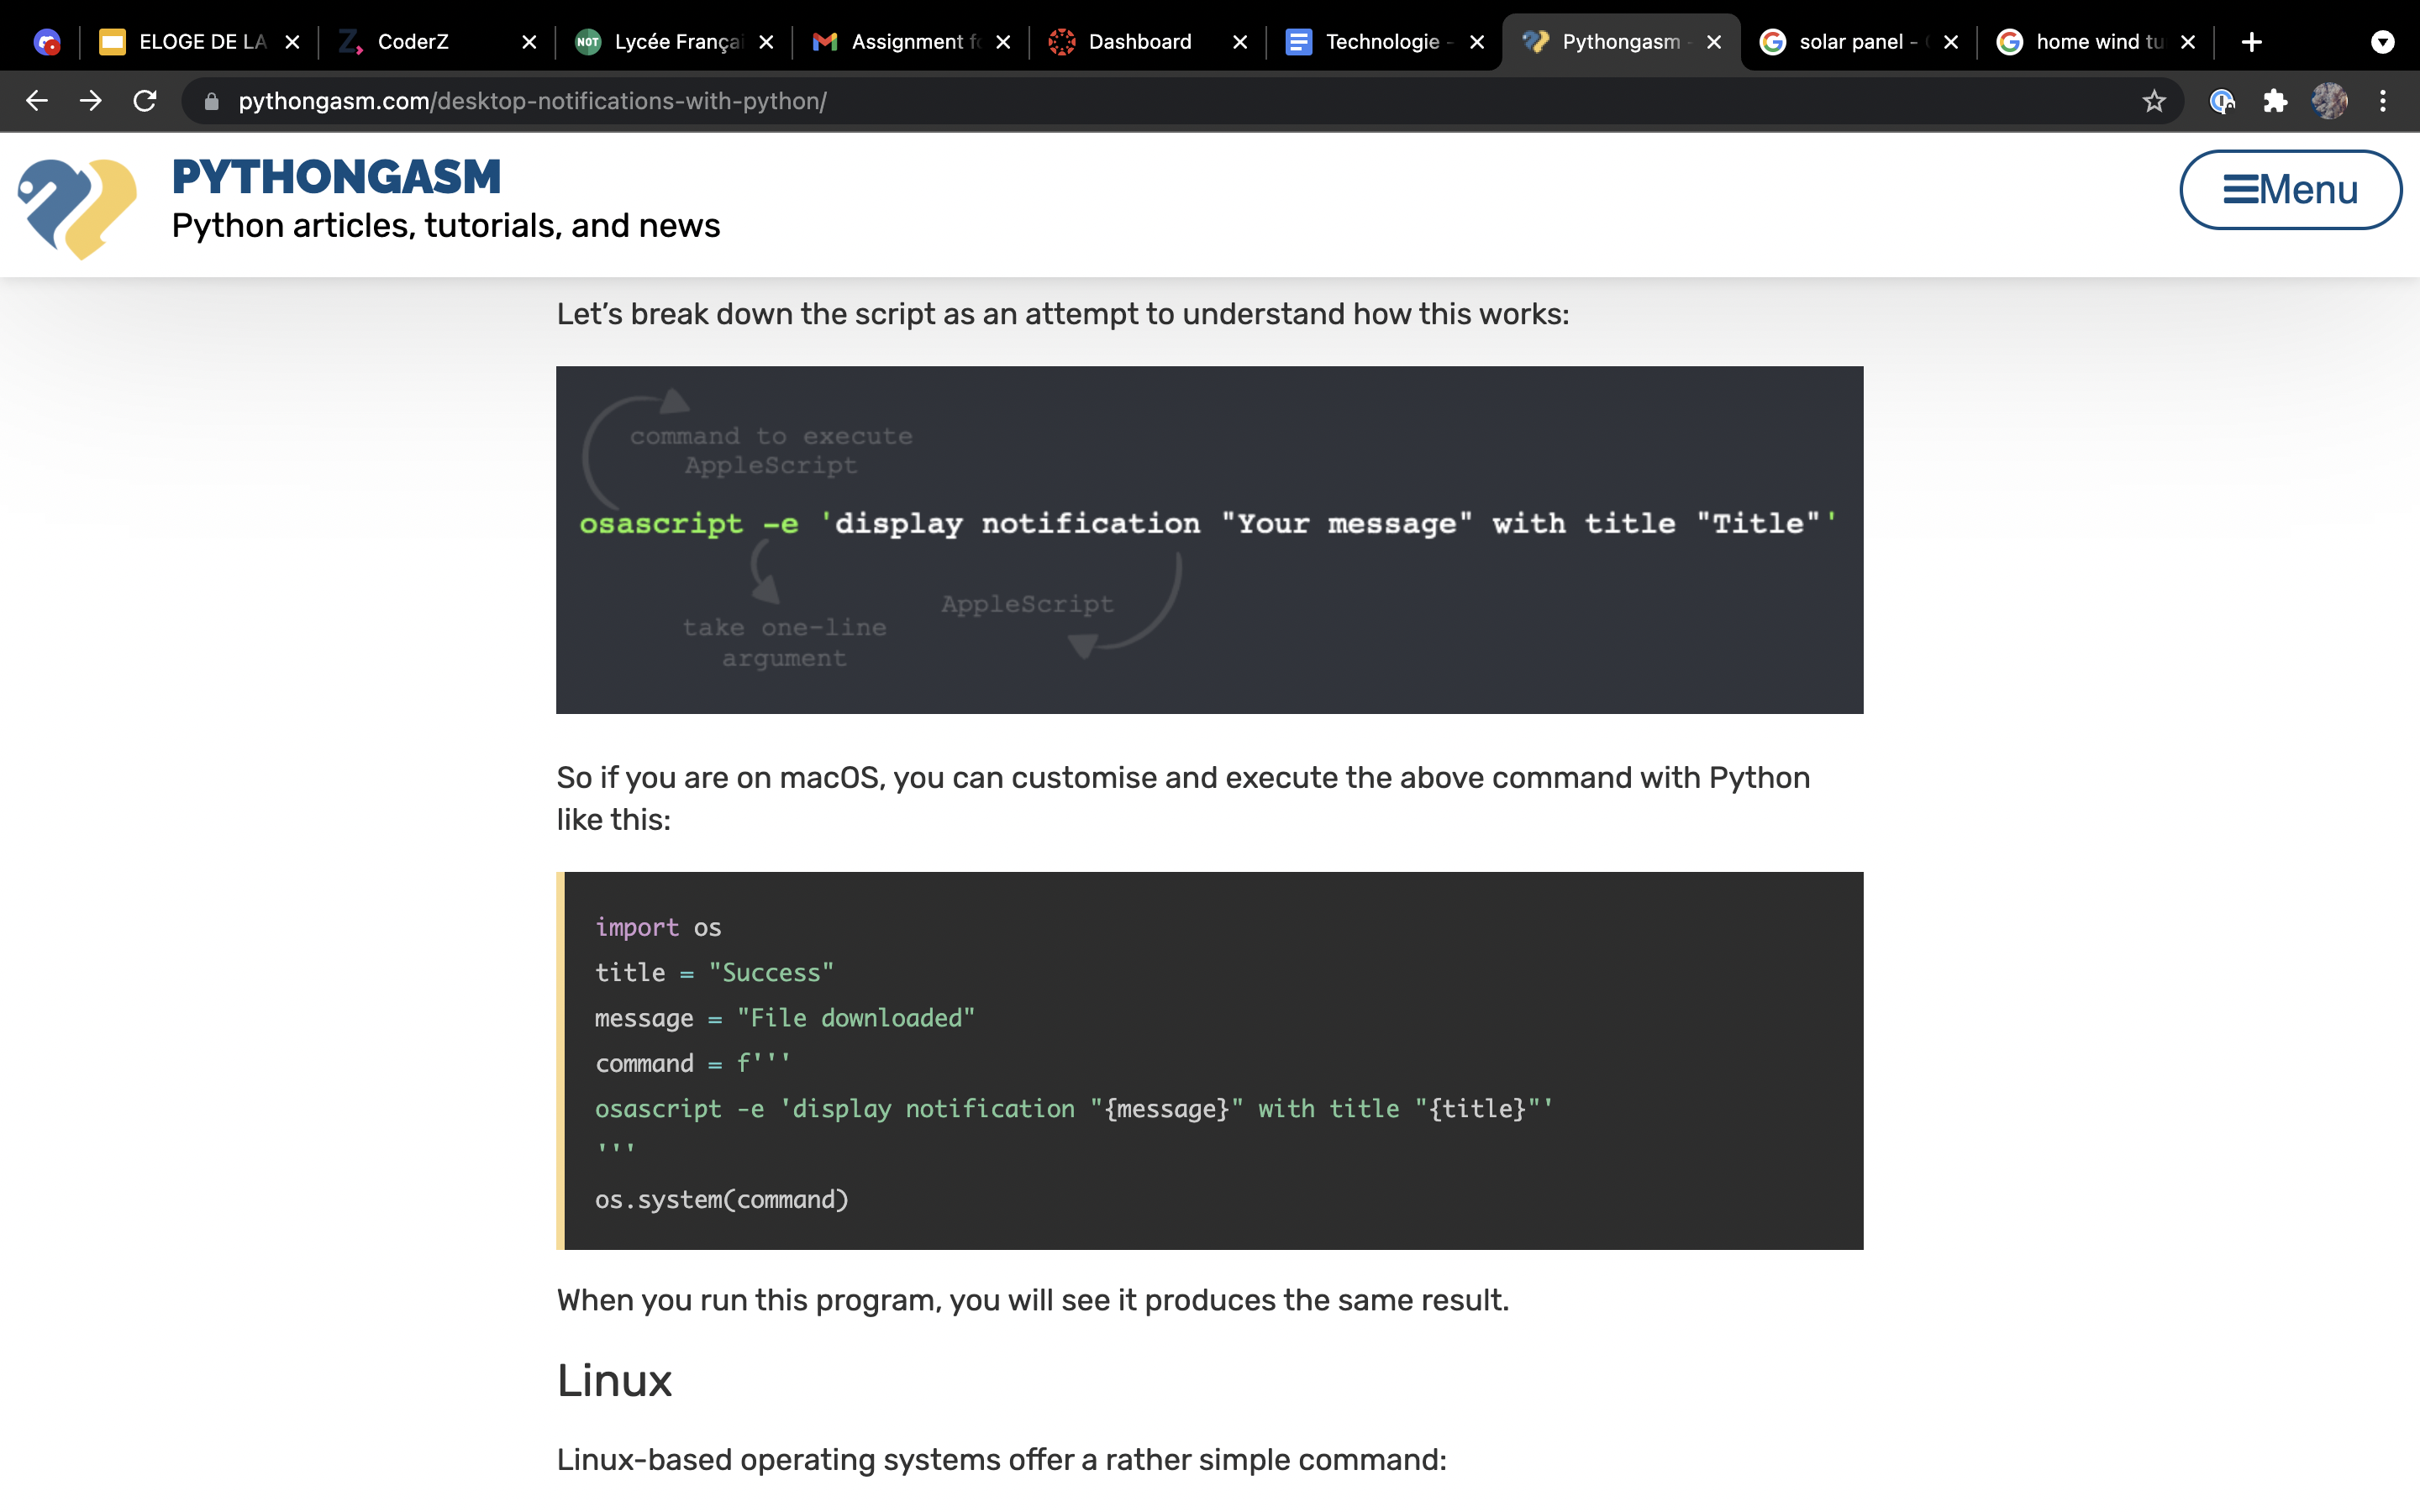 ELOGE DE LA
CoderZ
NOT
Lycée Françai
Assignment fo
Dashboard
Technologie -
Pythongasm -
solar panel -
home wind tu
pythongasm.com/desktop-notifications-with-python/
PYTHONGASM
Python articles, tutorials, and news
Menu
Let’s break down the script as an attempt to understand how this works:
command to execute
AppleScript
osascript -e 'display notification "Your message" with title "Title"'
AppleScript
take one-line
argument
So if you are on macOS, you can customise and execute the above command with Python
like this:
import os
title = "Success"
message = "File downloaded"
command = f'''
osascript -e 'display notification "{message}" with title "{title}"'
'''
os.system(command)
When you run this program, you will see it produces the same result.
Linux
Linux-based operating systems offer a rather simple command: